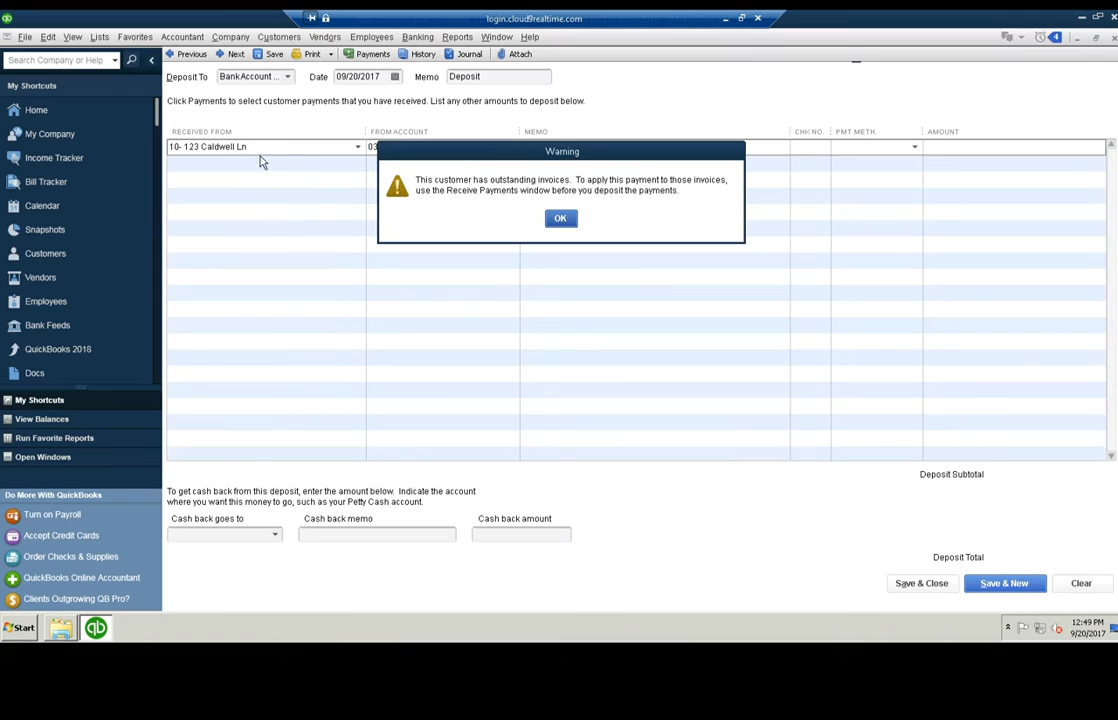 login.cloud9realtime.com
File Edit View Lists Favorites Accountant Company Customers Vendors Employees Banking Reports Window Help
4
Search Company or Help
Previous Next Save Print Payments History Journal Attach
Deposit To BankAccount ... Date 09/20/2017 Memo Deposit
My Shortcuts
Click Payments to select customer payments that you have received. List any other amounts to deposit below.
Home
RECEIVED FROM FROM ACCOUNT MEMO CHK NO. PMT METH. AMOUNT
My Company
10- 123 Caldwell Ln 03
Warning
Income Tracker
This customer has outstanding invoices. To apply this payment to those invoices,
use the Receive Payments window before you deposit the payments.
OK
Bill Tracker
Calendar
Snapshots
Customers
Vendors
Employees
Bank Feeds
QuickBooks 2018
Docs
My Shortcuts
View Balances
Run Favorite Reports
Open Windows
Deposit Subtotal
Do More With QuickBooks
To get cash back from this deposit, enter the amount below. Indicate the account
where you want this money to go, such as your Petty Cash account.
Turn on Payroll
Cash back goes to Cash back memo Cash back amount
Accept Credit Cards
Order Checks & Supplies
Deposit Total
QuickBooks Online Accountant
Save & Close Save & New Clear
Clients Outgrowing QB Pro?
Start
qb
12:49 PM
9/20/2017